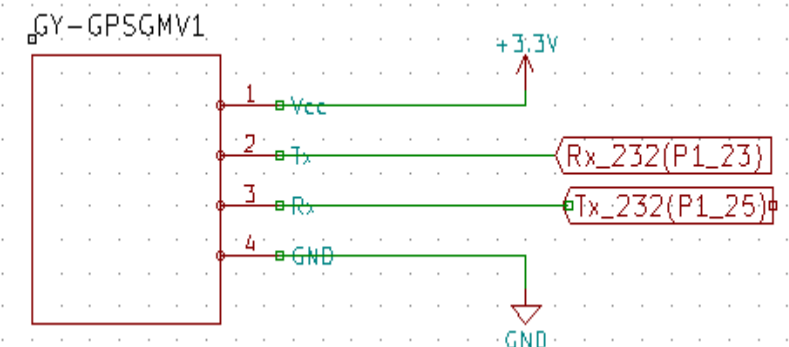 GY-GPSGMV1
+3.3V
1 Vcc
2 Tx Rx_232(P1_23)
3 Rx Tx_232(P1_25)
4 GND
GND